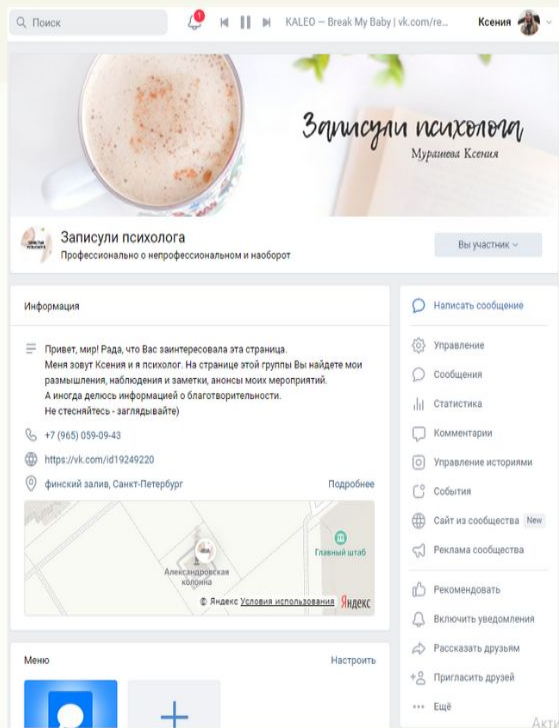 Поиск
1
KALEO – Break My Baby | vk.com/re...
Ксения
Записули психолога
Мурашева Ксения
Записули психолога
Профессионально о непрофессиональном и наоборот
Вы участник
Информация
Привет, мир! Рада, что Вас заинтересовала эта страница.
Меня зовут Ксения и я психолог. На странице этой группы Вы найдете мои
размышления, наблюдения и заметки, анонсы моих мероприятий.
А иногда делюсь информацией о благотворительности.
Не стесняйтесь - заглядывайте)
+7 (965) 059-09-43
https://vk.com/id19249220
финский залив, Санкт-Петербург
Подробнее
Главный штаб
Александровская
колонна
© Яндекс Условия использования Яндекс
Меню
Настроить
Написать сообщение
Управление
Сообщения
Статистика
Комментарии
Управление историями
События
Сайт из сообщества New
Реклама сообщества
Рекомендовать
Включить уведомления
Рассказать друзьям
Пригласить друзей
Ещё